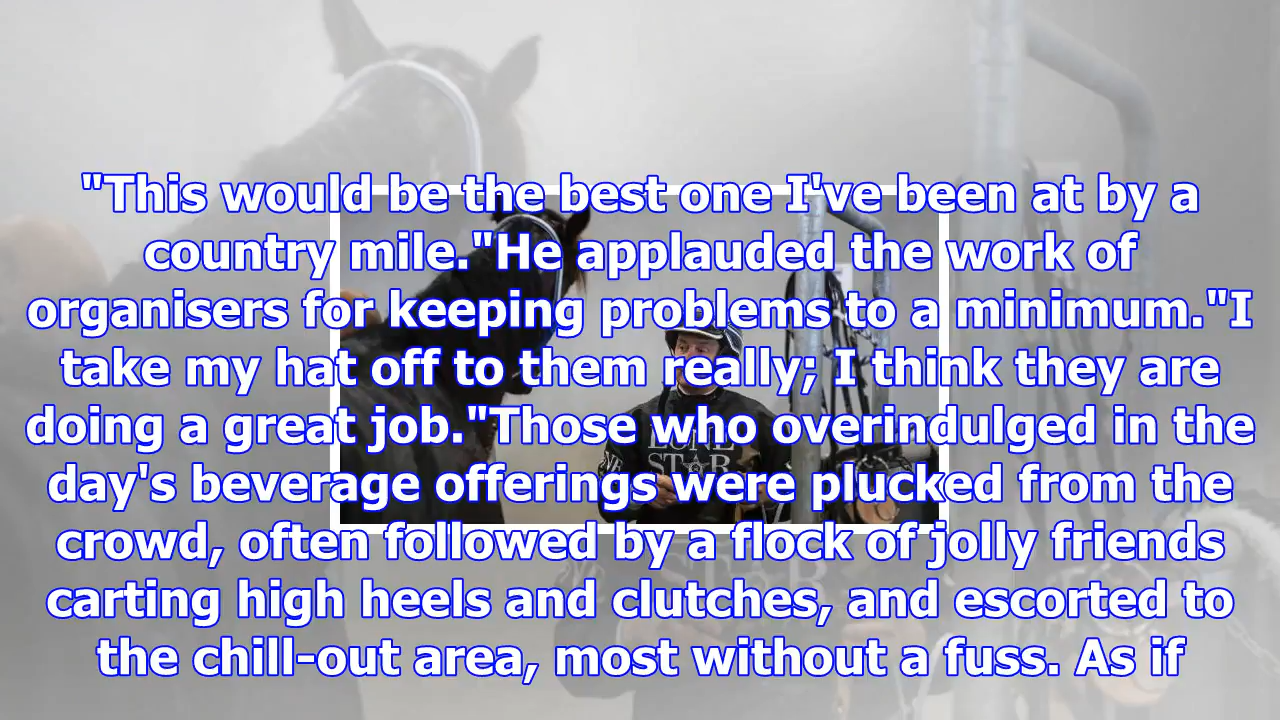 "This would be the best one I've been at by a
country mile."He applauded the work of
organisers for keeping problems to a minimum."I
take my hat off to them really; I think they are
doing a great job."Those who overindulged in the
day's beverage offerings were plucked from the
crowd, often followed by a flock of jolly friends
carting high heels and clutches, and escorted to
the chill-out area, most without a fuss. As if
LONE
STAR